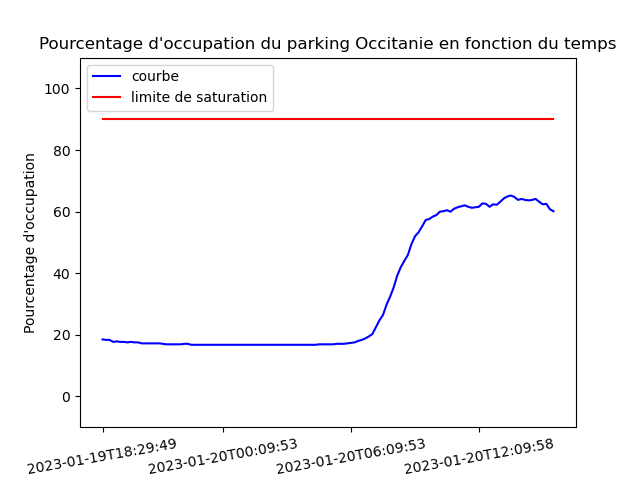 Pourcentage d'occupation du parking Occitanie en fonction du temps
courbe
limite de saturation
Pourcentage d'occupation
100
80
60
40
20
0
2023-01-19T18:29:49
2023-01-20T00:09:53
2023-01-20T06:09:53
2023-01-20T12:09:58